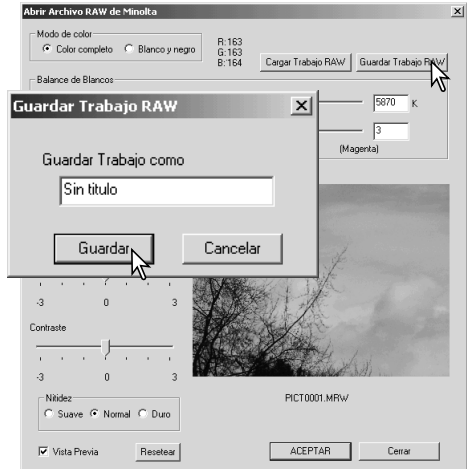 Abrir Archivo RAW de Minolta
Modo de color
Color completo Blanco y negro
R:163
G:163
B:164
Cargar Trabajo RAW Guardar Trabajo RAW
Balance de Blancos
5870 K
3
(Magenta)
Guardar Trabajo RAW
Guardar Trabajo como
Sin titulo
Guardar Cancelar
-3 0 3
Contraste
-3 0 3
Nitidez
Suave Normal Duro
PICT0001.MRW
Vista Previa Resetear ACEPTAR Cerrar